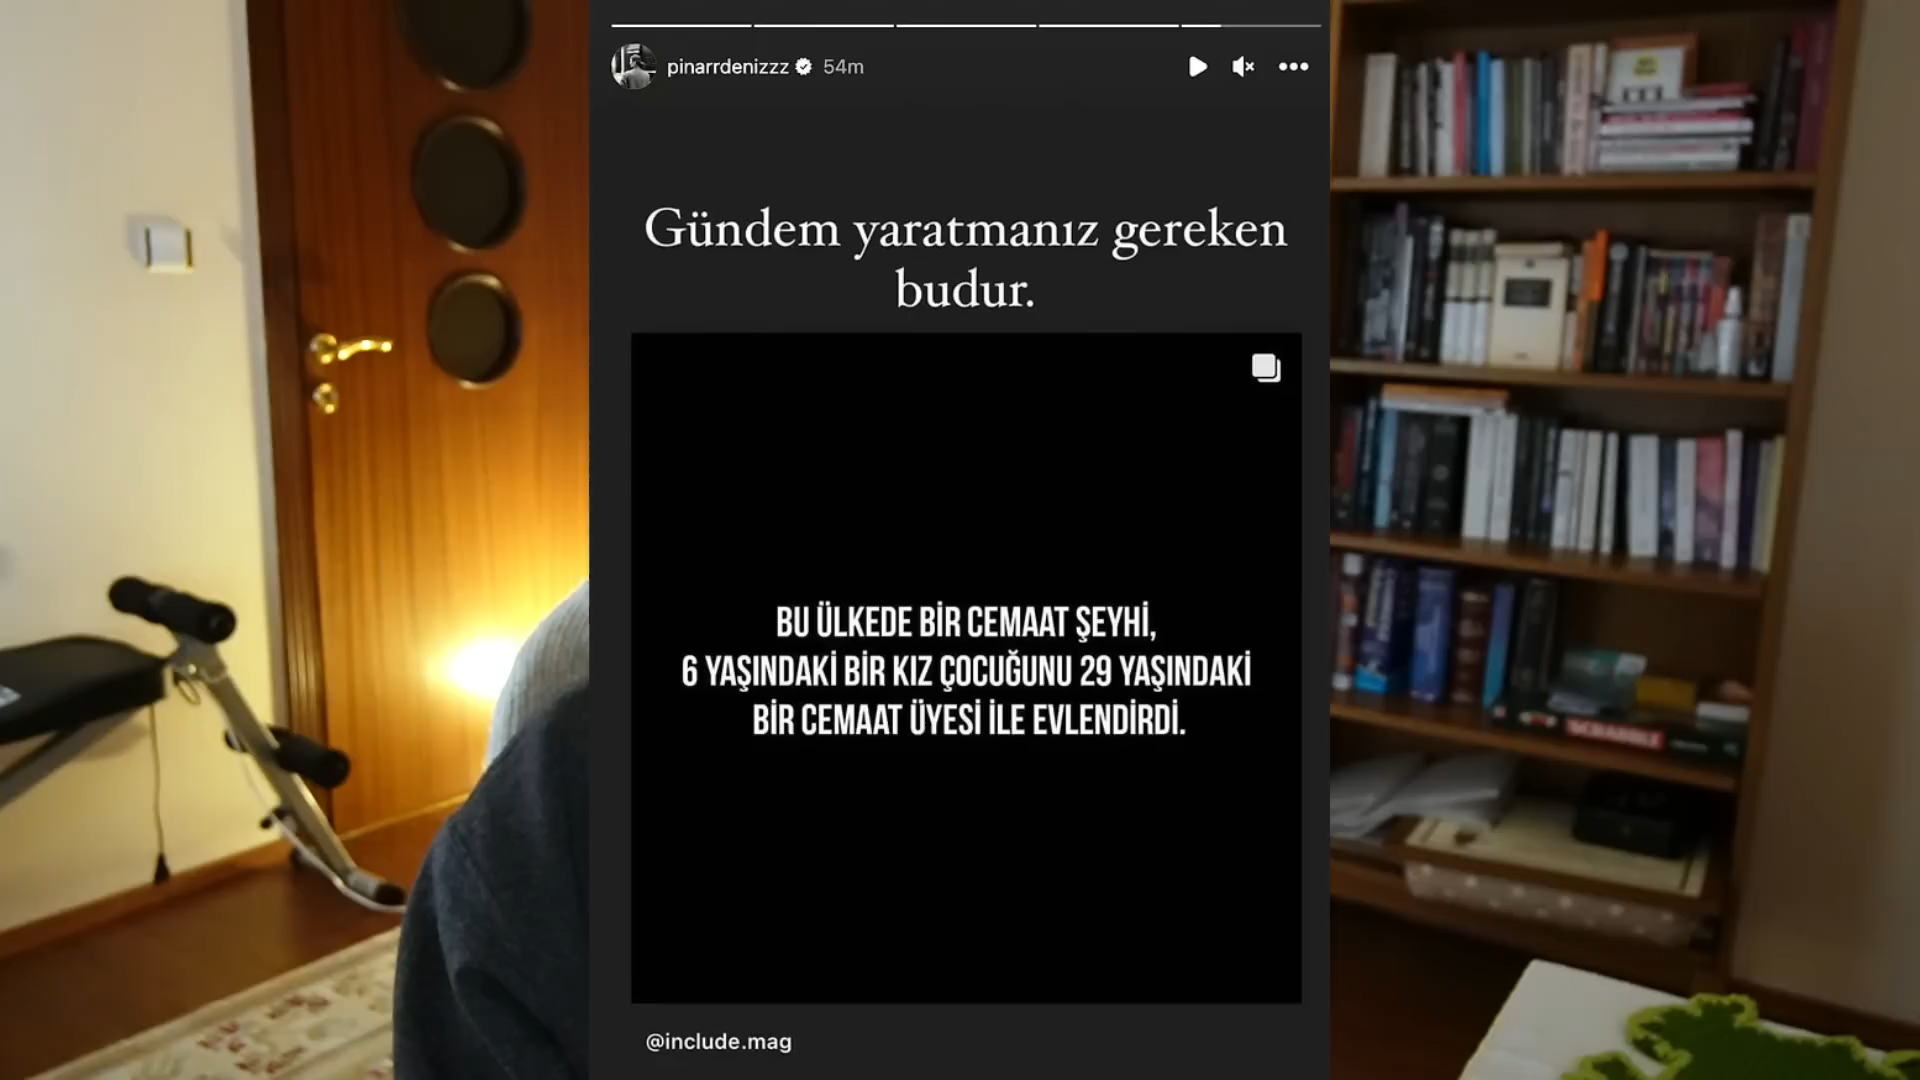 pinarrdenizzz 54m
Gündem yaratmanız gereken
budur.
BU ÜLKEDE BİR CEMAAT ŞEYHİ,
6 YAŞINDAKİ BİR KIZ ÇOCUĞUNU 29 YAŞINDAKİ
BİR CEMAAT ÜYESİ İLE EVLENDİRDİ.
@include.mag
SCRABBLE